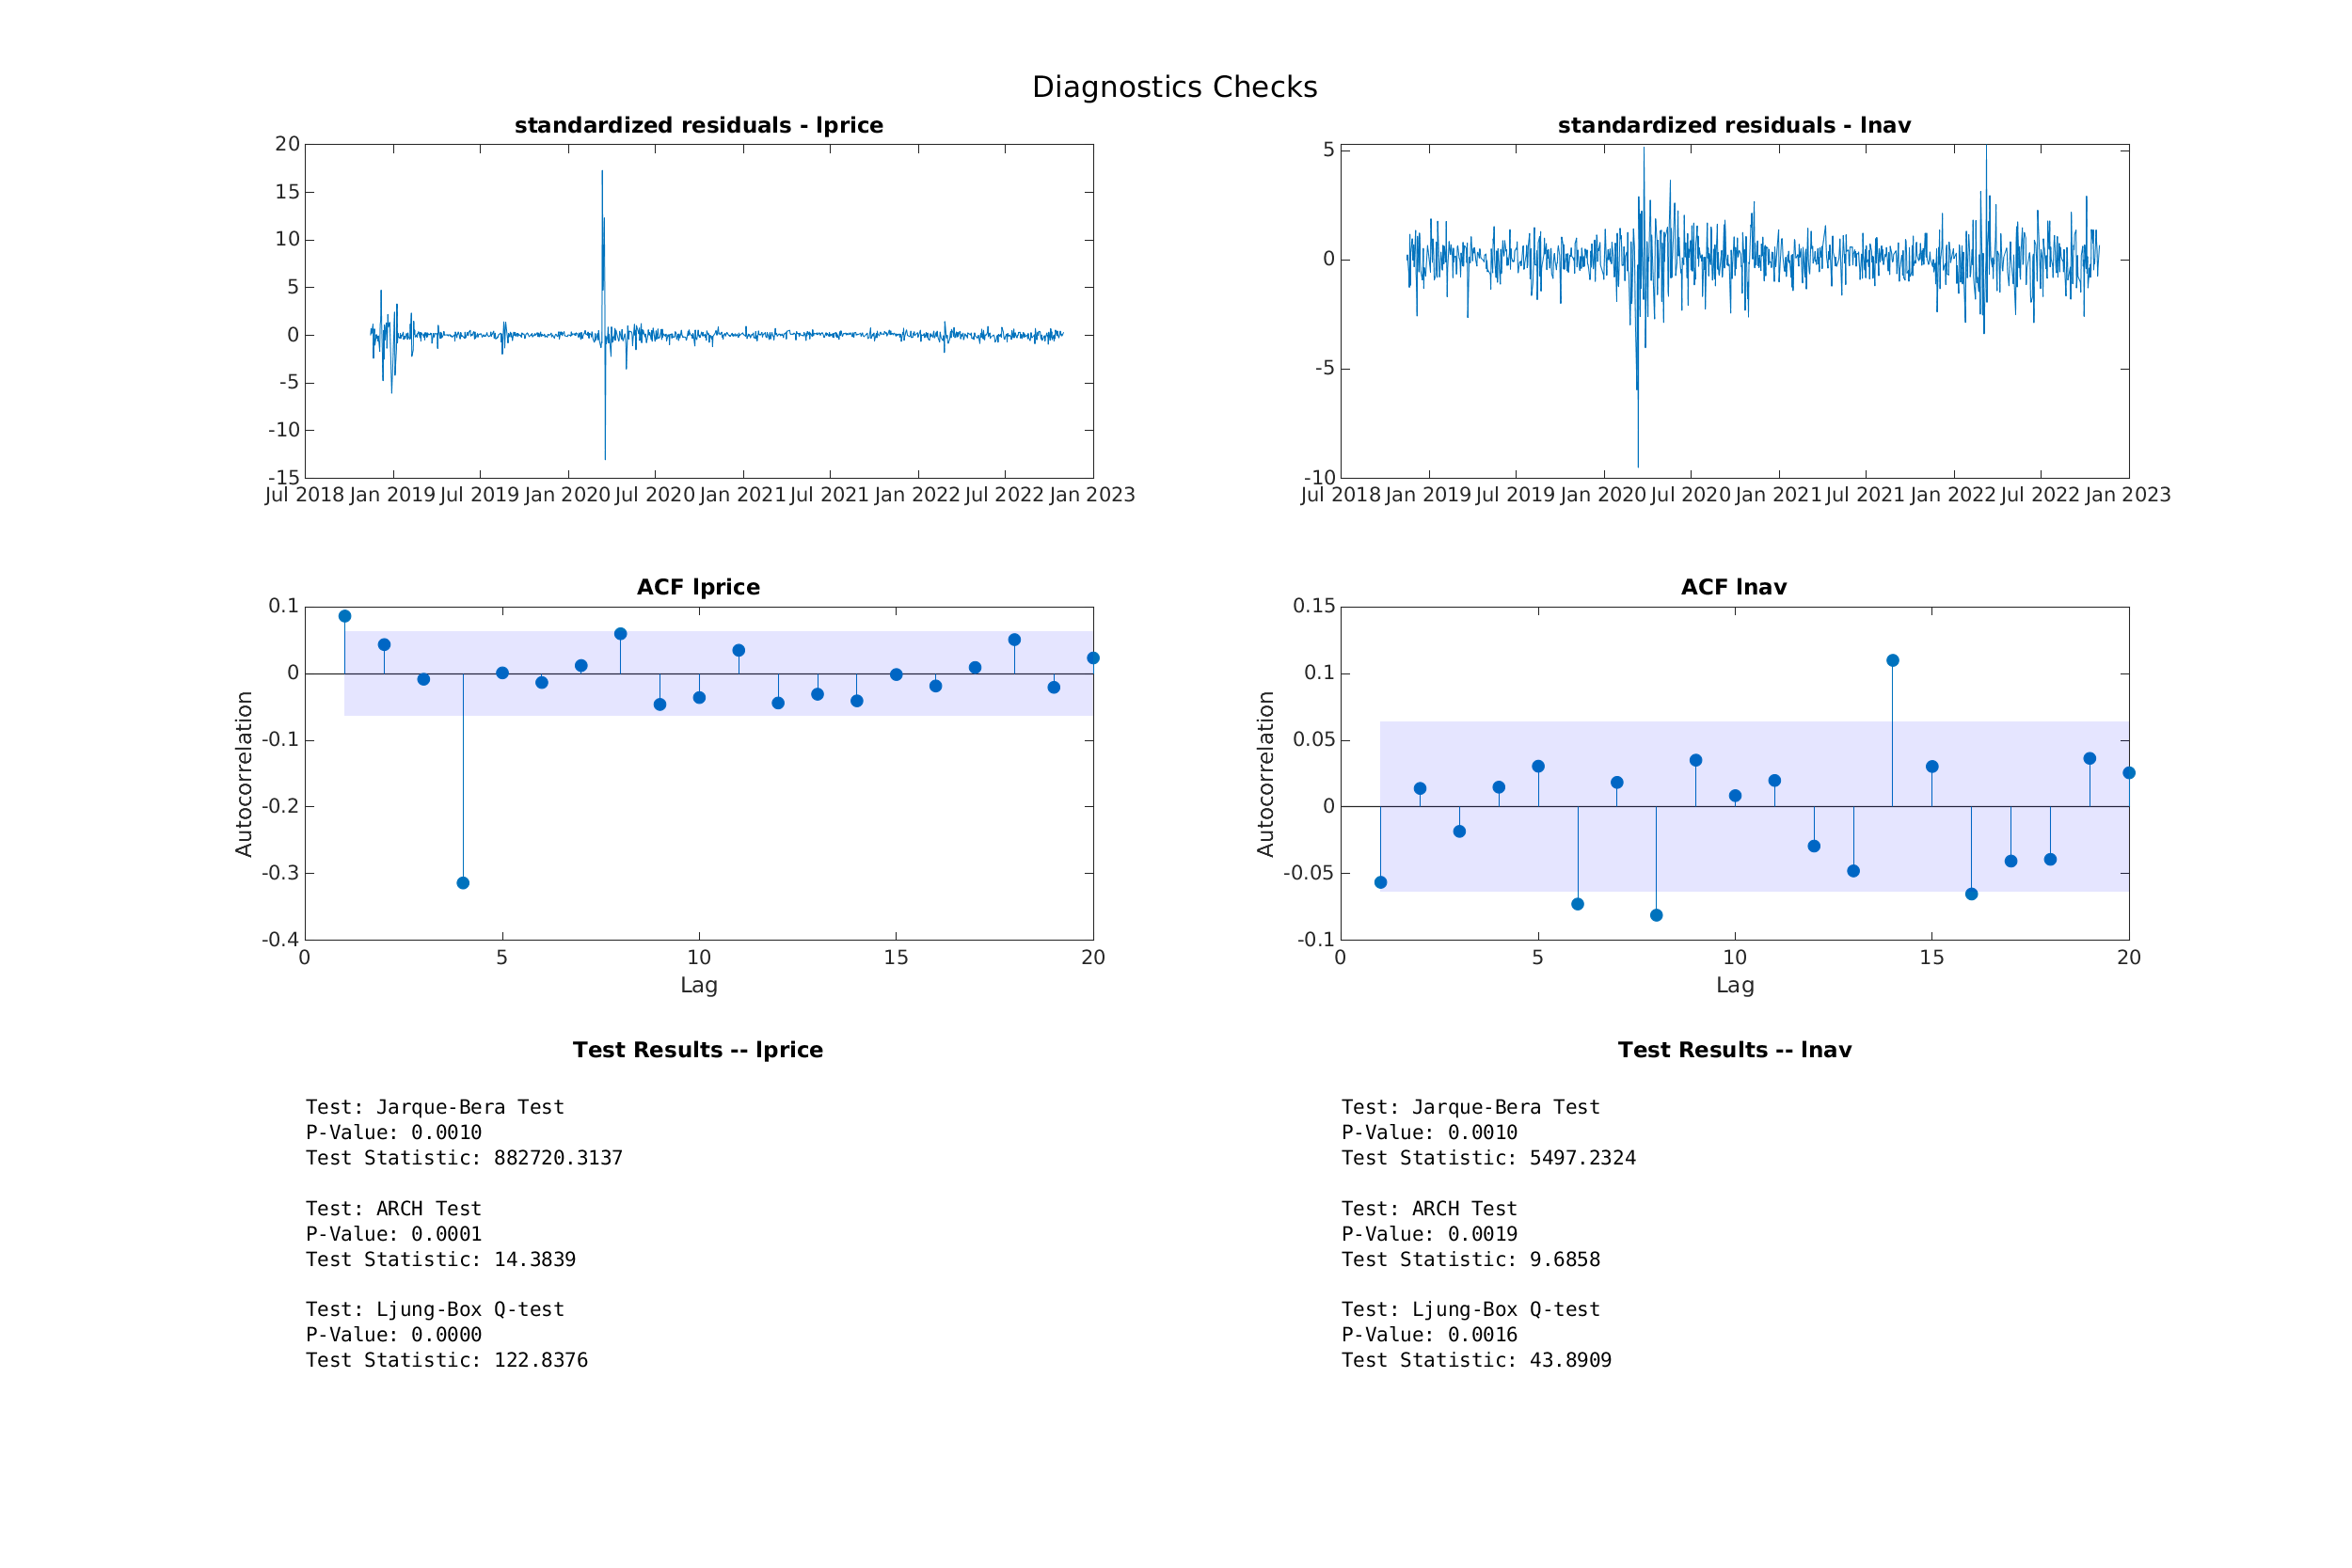 Diagnostics Checks
standardized residuals - lprice
20
15
10
5
0
-5
-10
-15
Jul 2018 Jan 2019 Jul 2019 Jan 2020 Jul 2020 Jan 2021 Jul 2021 Jan 2022 Jul 2022 Jan 2023
standardized residuals - lnav
5
0
-5
-10
Jul 2018 Jan 2019 Jul 2019 Jan 2020 Jul 2020 Jan 2021 Jul 2021 Jan 2022 Jul 2022 Jan 2023
ACF lprice
0.1
0
-0.1
-0.2
-0.3
-0.4
Autocorrelation
0 5 10 15 20
Lag
ACF lnav
0.15
0.1
0.05
0
-0.05
-0.1
Autocorrelation
0 5 10 15 20
Lag
Test Results -- lprice
Test: Jarque-Bera Test
P-Value: 0.0010
Test Statistic: 882720.3137
Test: ARCH Test
P-Value: 0.0001
Test Statistic: 14.3839
Test: Ljung-Box Q-test
P-Value: 0.0000
Test Statistic: 122.8376
Test Results -- lnav
Test: Jarque-Bera Test
P-Value: 0.0010
Test Statistic: 5497.2324
Test: ARCH Test
P-Value: 0.0019
Test Statistic: 9.6858
Test: Ljung-Box Q-test
P-Value: 0.0016
Test Statistic: 43.8909